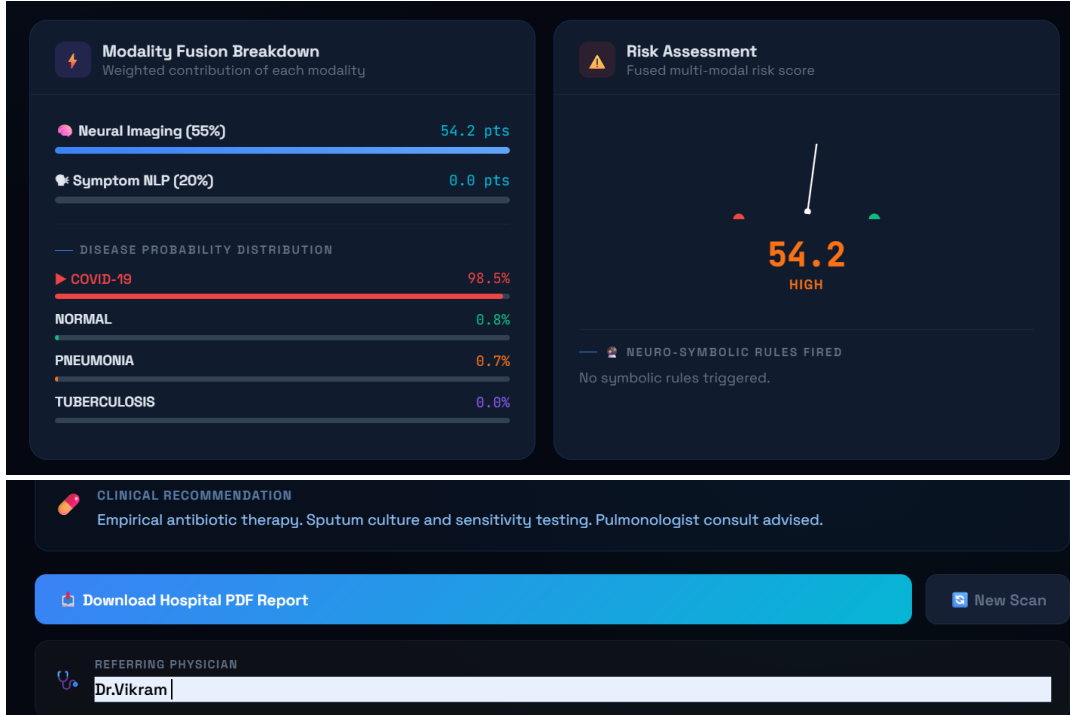 Modality Fusion Breakdown
Weighted contribution of each modality
Neural Imaging (55%) 54.2 pts
Symptom NLP (20%) 0.0 pts
DISEASE PROBABILITY DISTRIBUTION
COVID-19 98.5%
NORMAL 0.8%
PNEUMONIA 0.7%
TUBERCULOSIS 0.0%
Risk Assessment
Fused multi-modal risk score
54.2
HIGH
NEURO-SYMBOLIC RULES FIRED
No symbolic rules triggered.
CLINICAL RECOMMENDATION
Empirical antibiotic therapy. Sputum culture and sensitivity testing. Pulmonologist consult advised.
Download Hospital PDF Report
New Scan
REFERRING PHYSICIAN
Dr.Vikram